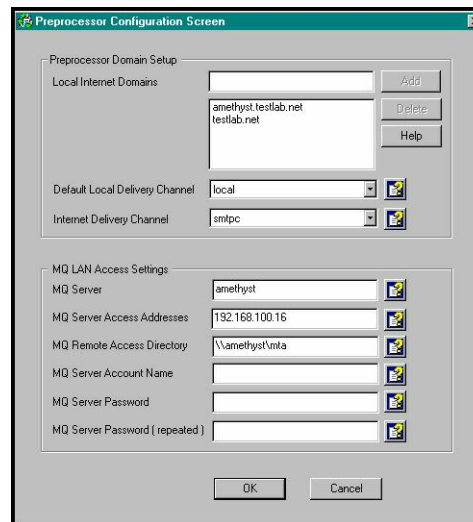 Preprocessor Configuration Screen
Preprocessor Domain Setup
Local Internet Domains
Add
amethyst.testlab.net
testlab.net
Delete
Help
Default Local Delivery Channel local
Internet Delivery Channel smtpc
MQ LAN Access Settings
MQ Server amethyst
MQ Server Access Addresses 192.168.100.16
MQ Remote Access Directory \\amethyst\mta
MQ Server Account Name
MQ Server Password
MQ Server Password ( repeated )
OK Cancel